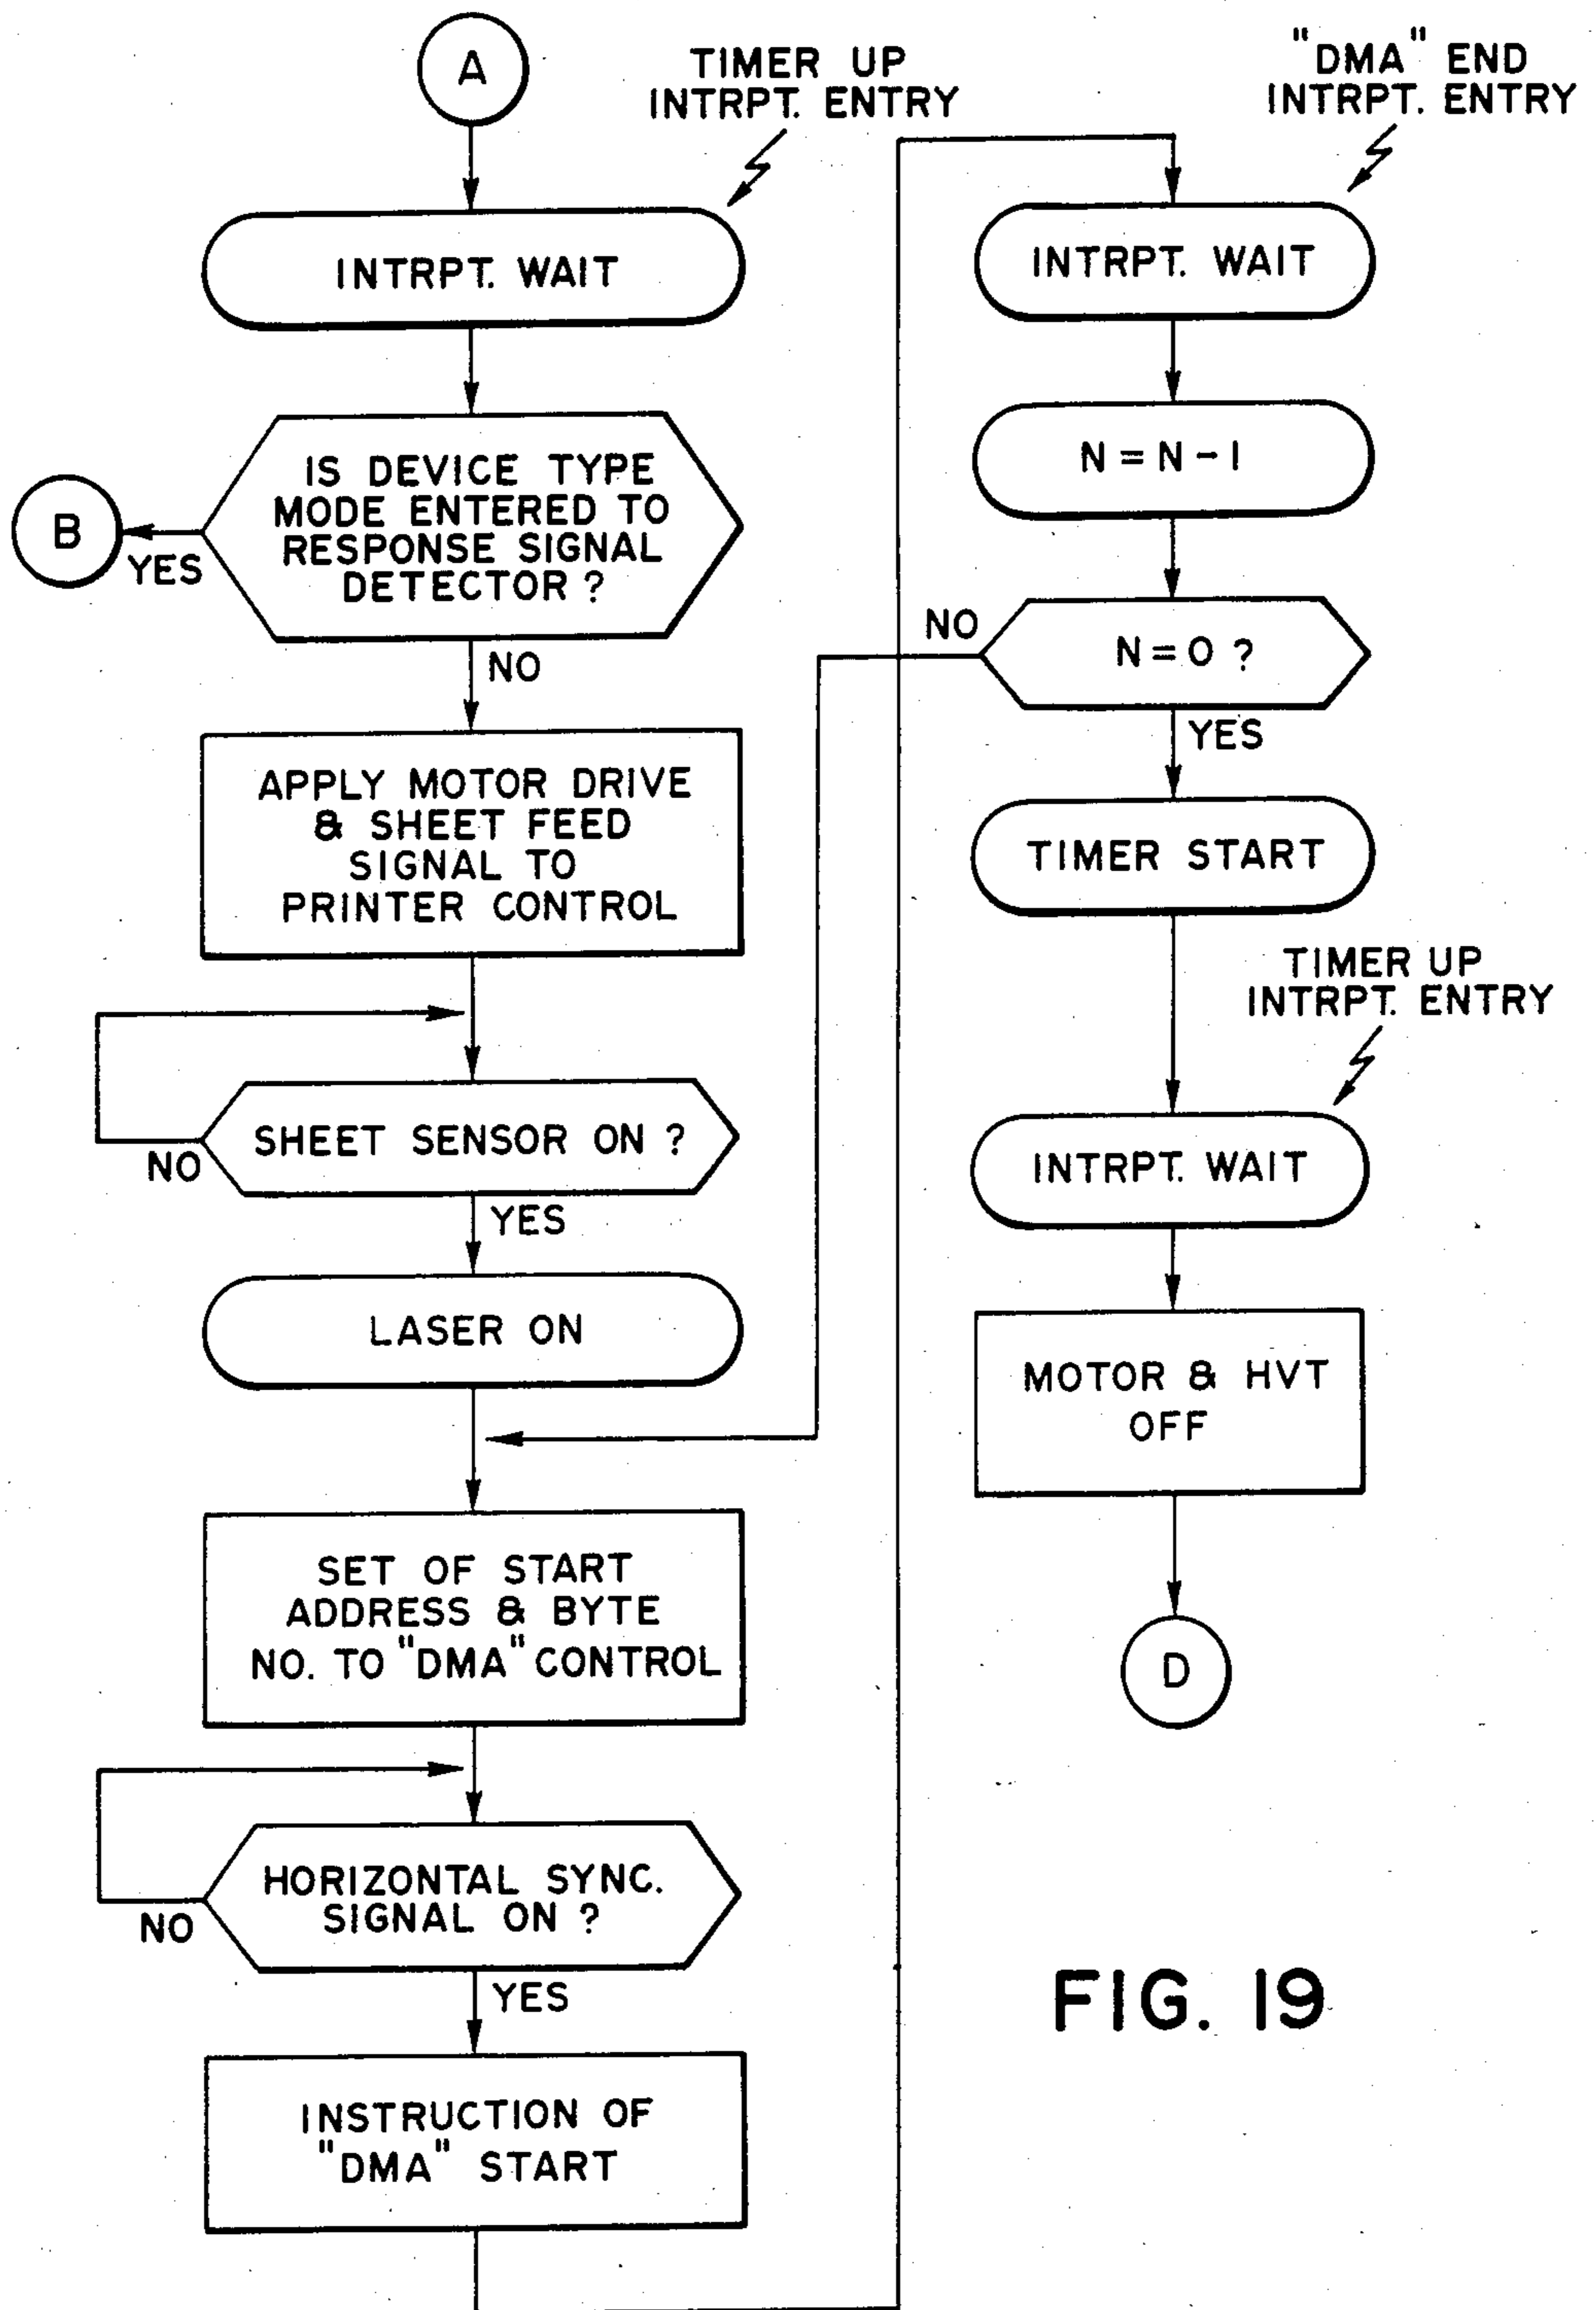 A
TIMER UP
INTRPT. ENTRY
INTRPT. WAIT
IS DEVICE TYPE
MODE ENTERED TO
RESPONSE SIGNAL
DETECTOR ?
B
YES
NO
APPLY MOTOR DRIVE
& SHEET FEED
SIGNAL TO
PRINTER CONTROL
SHEET SENSOR ON ?
NO
YES
LASER ON
SET OF START
ADDRESS & BYTE
NO. TO "DMA" CONTROL
HORIZONTAL SYNC.
SIGNAL ON ?
NO
YES
INSTRUCTION OF
"DMA" START
"DMA" END
INTRPT. ENTRY
INTRPT. WAIT
N = N - 1
NO
N = 0 ?
YES
TIMER START
TIMER UP
INTRPT. ENTRY
INTRPT. WAIT
MOTOR & HVT
OFF
D
FIG. 19